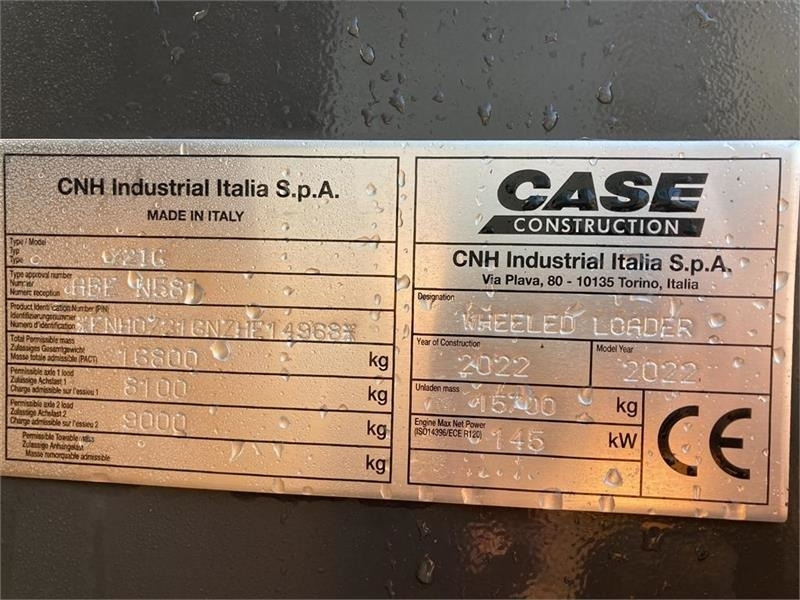 CNH Industrial Italia S.p.A.
MADE IN ITALY
Type / Model
Typ
Type
Type approval number
Nummer
Numero reception
ABE N581
Product Identification Number (PIN)
Identifizierungsnummer
Numéro d'identification
Total Permissible mass
Zulässiges Gesamtgewicht
Masse totale admissible (PACT)
16800 kg
Permissible axle 1 load
Zulässige Achslast 1
Charge admissible sur l'essieu 1
8100
Permissible axle 2 load
Zulässige Achslast 2
Charge admissible sur l'essieu 2
9000 kg
Permissible Towable mass
Zulässige Anhängelast
Masse remorquable admissible
kg
CASE
CONSTRUCTION
CNH Industrial Italia S.p.A.
Via Plava, 80 - 10135 Torino, Italia
Designation
WHEELED LOADER
Year of Construction
2022
Model Year
2022
Unladen mass
kg
Engine Max Net Power
(ISO14396/ECE R120)
145 kW
CE